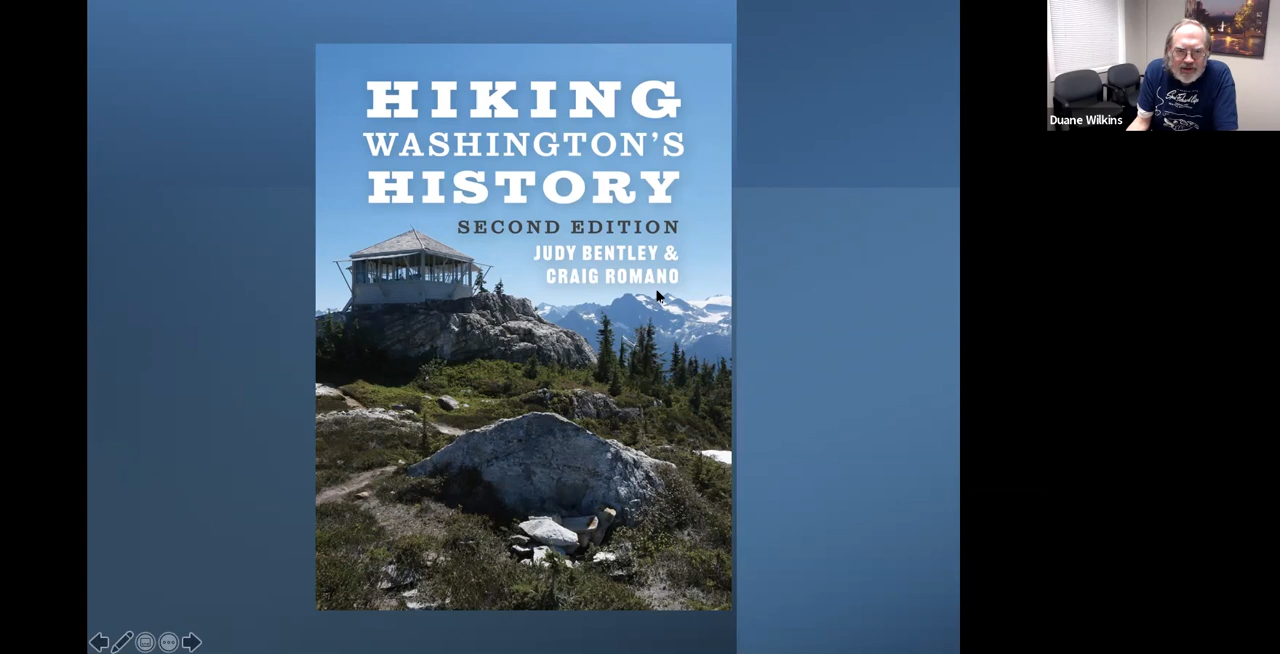 HIKING
WASHINGTON'S
HISTORY
SECOND EDITION
JUDY BENTLEY &
CRAIG ROMANO
Duane Wilkins